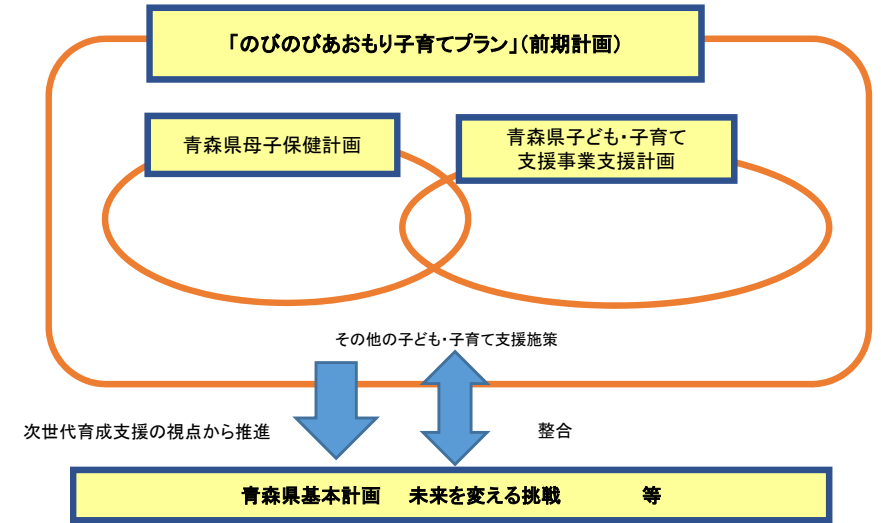 「のびのびあおもり子育てプラン」(前期計画)
青森県母子保健計画
青森県子ども・子育て
支援事業支援計画
その他の子ども・子育て支援施策
次世代育成支援の視点から推進
整合
青森県基本計画　未来を変える挑戦　　　等